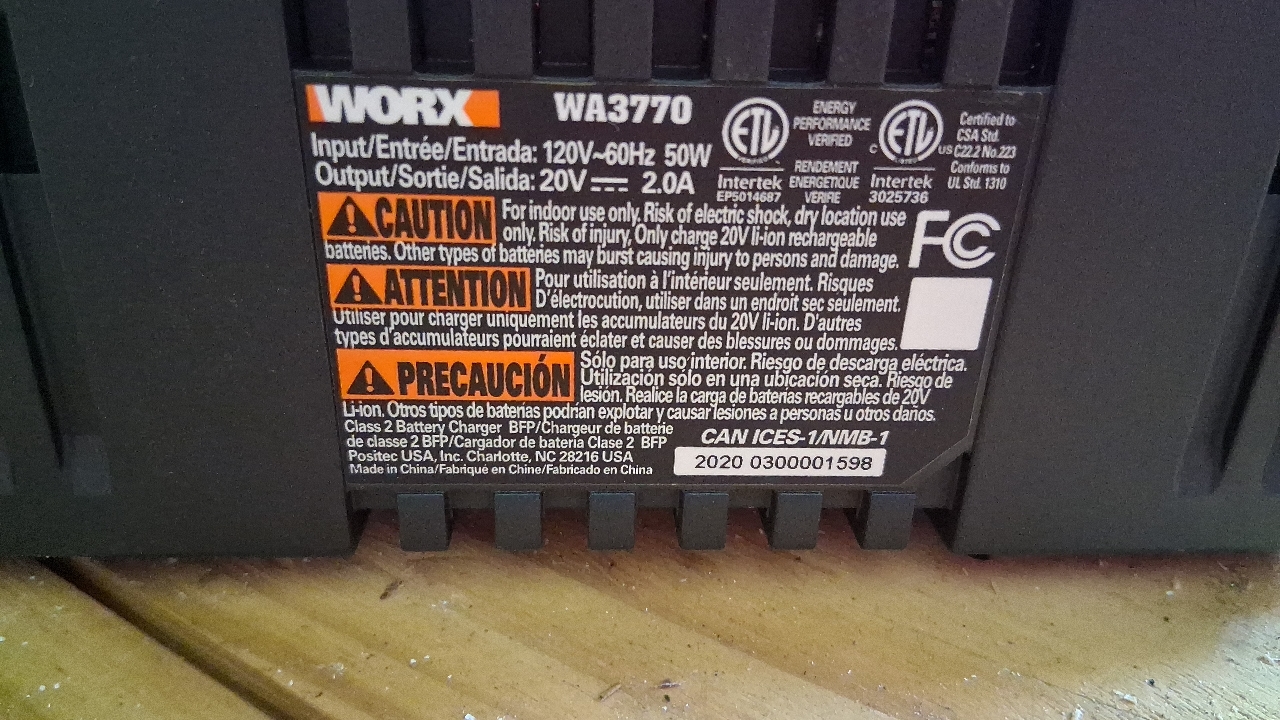 WORX WA3770
Input/Entrée/Entrada: 120V~60Hz 50W
Output/Sortie/Salida: 20V⎓ 2.0A
ETL
VERIFIED
Intertek
EP5014687
ENERGY
PERFORMANCE
VERIFIED
RENDEMENT
ENERGETIQUE
VERIFIE
C ETL US
LISTED
Intertek
3025736
Certified to
CSA Std.
C22.2 No.223
Conforms to
UL Std. 1310
FC
CAUTION For indoor use only. Risk of electric shock, dry location use
only. Risk of injury, Only charge 20V li-ion rechargeable
batteries. Other types of batteries may burst causing injury to persons and damage.
ATTENTION Pour utilisation à l'intérieur seulement. Risques
D'électrocution, utiliser dans un endroit sec seulement.
Utiliser pour charger uniquement les accumulateurs du 20V li-ion. D'autres
types d'accumulateurs pourraient éclater et causer des blessures ou dommages.
PRECAUCIÓN Sólo para uso interior. Riesgo de descarga eléctrica.
Utilización sólo en una ubicación seca. Riesgo de
lesión. Realice la carga de baterías recargables de 20V
Li-ion. Otros tipos de baterías podrían explotar y causar lesiones a personas u otros daños.
Class 2 Battery Charger BFP/Chargeur de batterie
de classe 2 BFP/Cargador de batería Clase 2 BFP
Positec USA, Inc. Charlotte, NC 28216 USA
Made in China/Fabriqué en Chine/Fabricado en China
CAN ICES-1/NMB-1
2020 0300001598